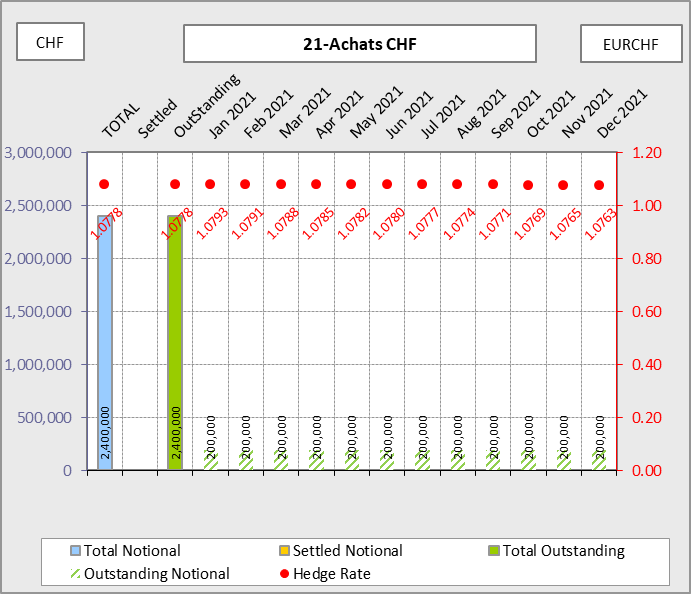 CHF
21-Achats CHF
EURCHF
TOTAL
Settled
OutStanding
Jan 2021
Feb 2021
Mar 2021
Apr 2021
May 2021
Jun 2021
Jul 2021
Aug 2021
Sep 2021
Oct 2021
Nov 2021
Dec 2021
3,000,000
2,500,000
2,000,000
1,500,000
1,000,000
500,000
0
1.20
1.00
0.80
0.60
0.40
0.20
0.00
1.0778
1.0778
1.0793
1.0791
1.0788
1.0785
1.0782
1.0780
1.0777
1.0774
1.0771
1.0769
1.0765
1.0763
2,400,000
2,400,000
200,000
200,000
200,000
200,000
200,000
200,000
200,000
200,000
200,000
200,000
200,000
200,000
Total Notional
Settled Notional
Total Outstanding
Outstanding Notional
Hedge Rate